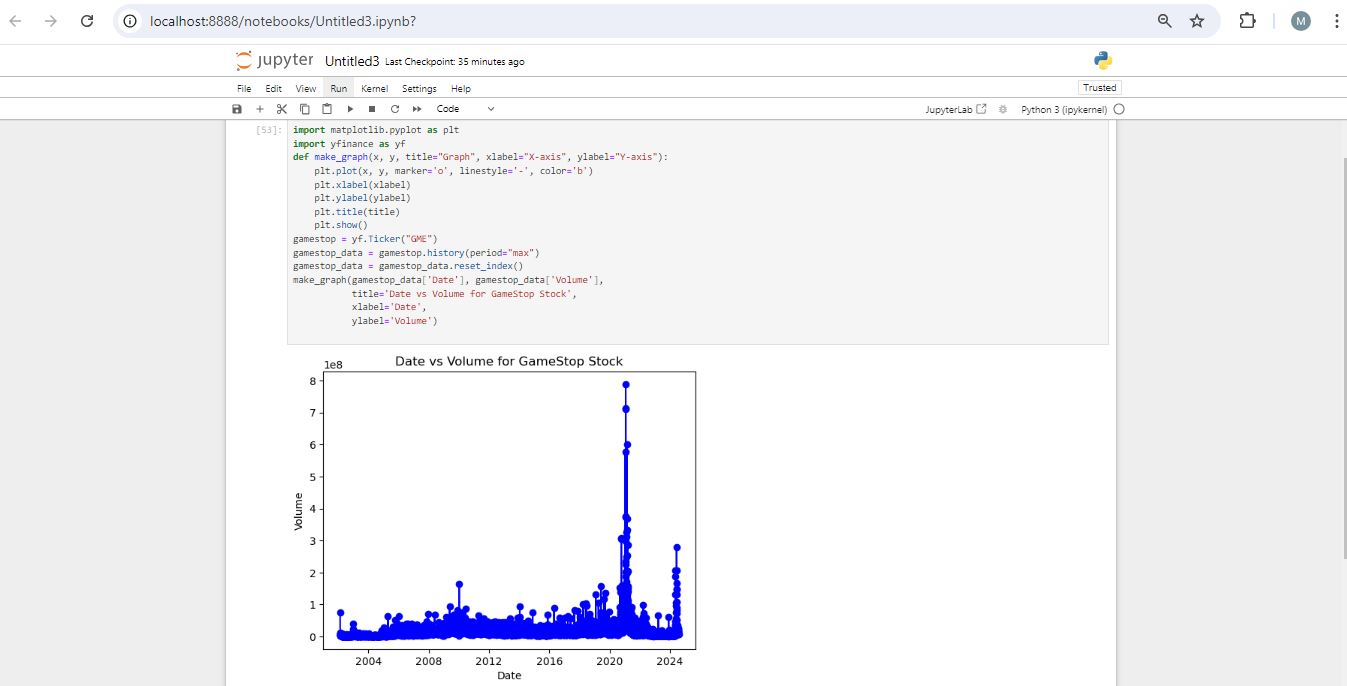 localhost:8888/notebooks/Untitled3.ipynb?
M
jupyter Untitled3 Last Checkpoint: 35 minutes ago
File Edit View Run Kernel Settings Help
Trusted
Code
JupyterLab
Python 3 (ipykernel)
[53]:
import matplotlib.pyplot as plt
import yfinance as yf
def make_graph(x, y, title="Graph", xlabel="X-axis", ylabel="Y-axis"):
    plt.plot(x, y, marker='o', linestyle='-', color='b')
    plt.xlabel(xlabel)
    plt.ylabel(ylabel)
    plt.title(title)
    plt.show()
gamestop = yf.Ticker("GME")
gamestop_data = gamestop.history(period="max")
gamestop_data = gamestop_data.reset_index()
make_graph(gamestop_data['Date'], gamestop_data['Volume'],
           title='Date vs Volume for GameStop Stock',
           xlabel='Date',
           ylabel='Volume')
Date vs Volume for GameStop Stock
1e8
8
7
6
5
4
3
2
1
0
Volume
2004 2008 2012 2016 2020 2024
Date